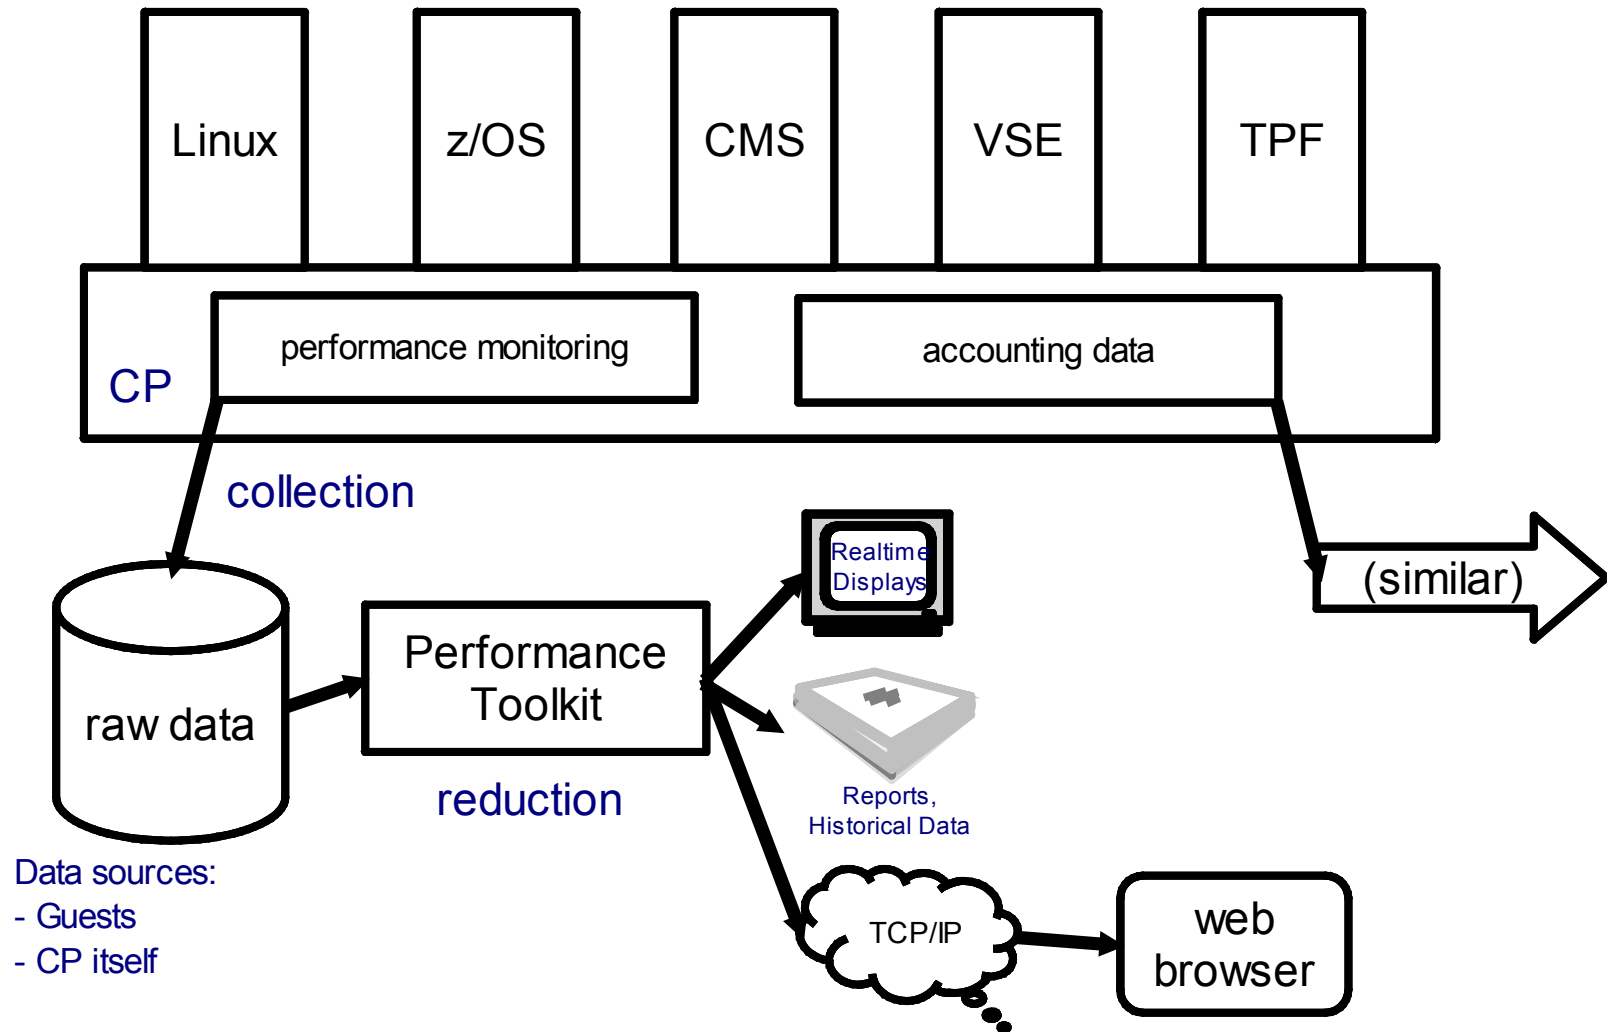 Linux
z/OS
CMS
VSE
TPF
performance monitoring
accounting data
CP
collection
Realtime
Displays
(similar)
Performance
Toolkit
raw data
reduction
Reports,
Historical Data
Data sources:
- Guests
- CP itself
TCP/IP
web
browser